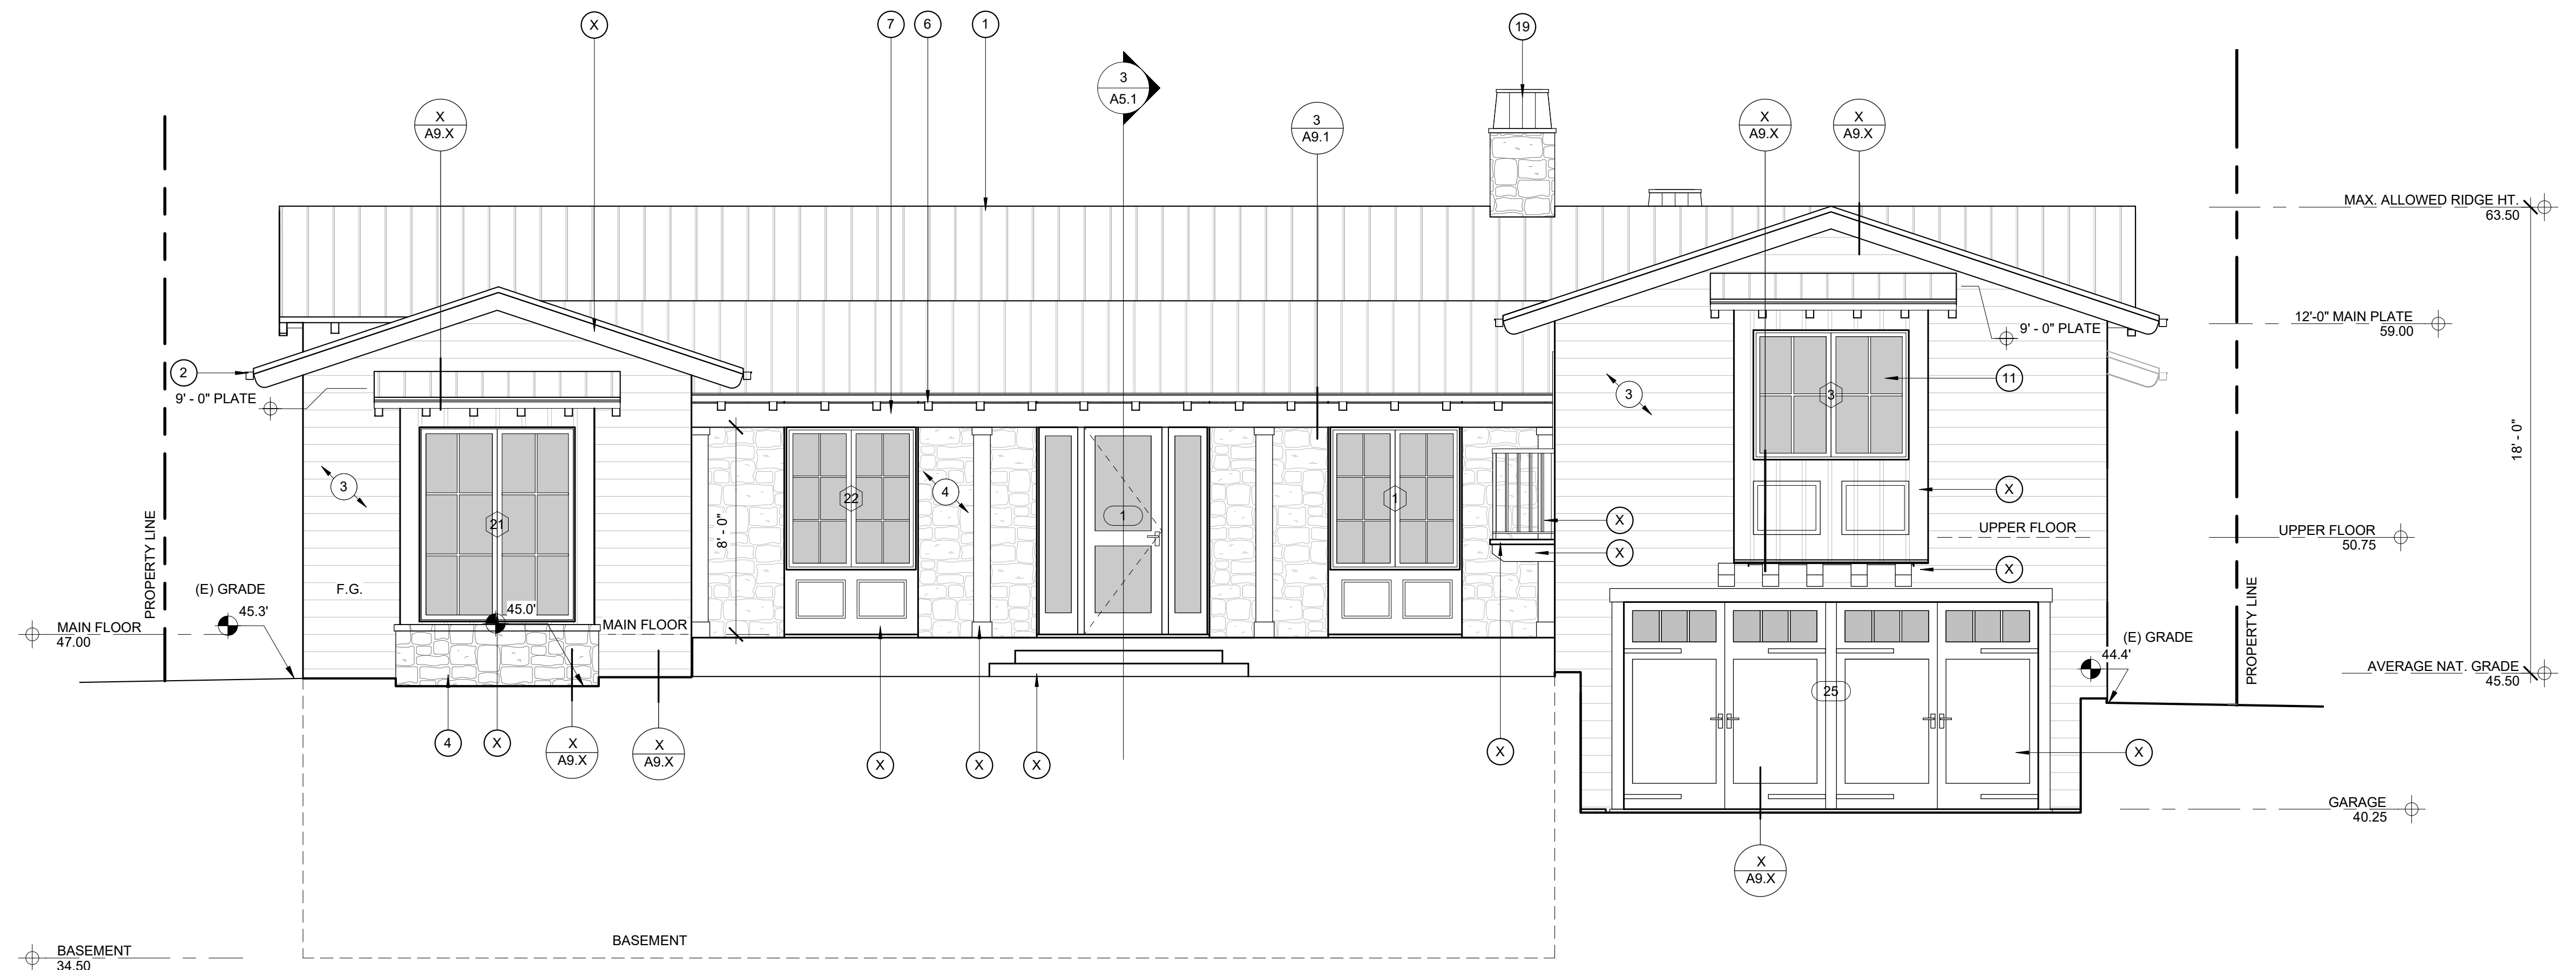 X
7
6
1
19
3
A5.1
X
A9.X
3
A9.1
X
A9.X
X
A9.X
MAX. ALLOWED RIDGE HT.
63.50
12'-0" MAIN PLATE
59.00
9' - 0" PLATE
2
9' - 0" PLATE
11
3
3
18' - 0"
3
4
22
1
21
1
8' - 0"
X
X
X
X
UPPER FLOOR
UPPER FLOOR
50.75
PROPERTY LINE
(E) GRADE
45.3'
F.G.
45.0'
MAIN FLOOR
MAIN FLOOR
47.00
PROPERTY LINE
(E) GRADE
44.4'
AVERAGE NAT. GRADE
45.50
25
4
X
X
A9.X
X
A9.X
X
X
X
X
X
GARAGE
40.25
X
A9.X
BASEMENT
BASEMENT
34.50